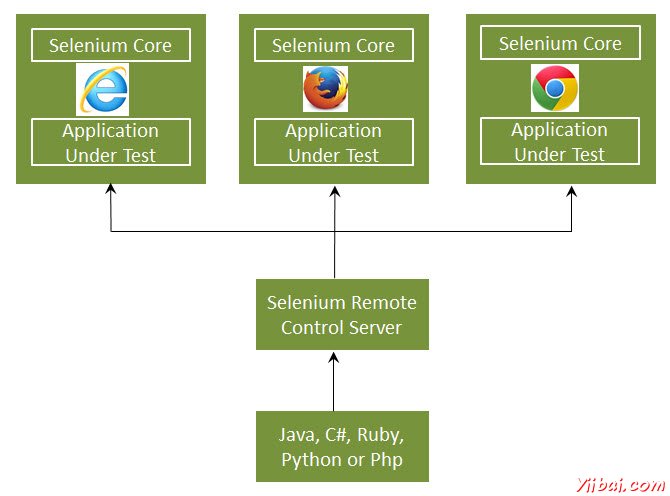 Selenium Core
Application
Under Test
Selenium Core
Application
Under Test
Selenium Core
Application
Under Test
Selenium Remote
Control Server
Java, C#, Ruby,
Python or Php
Yiibai.com